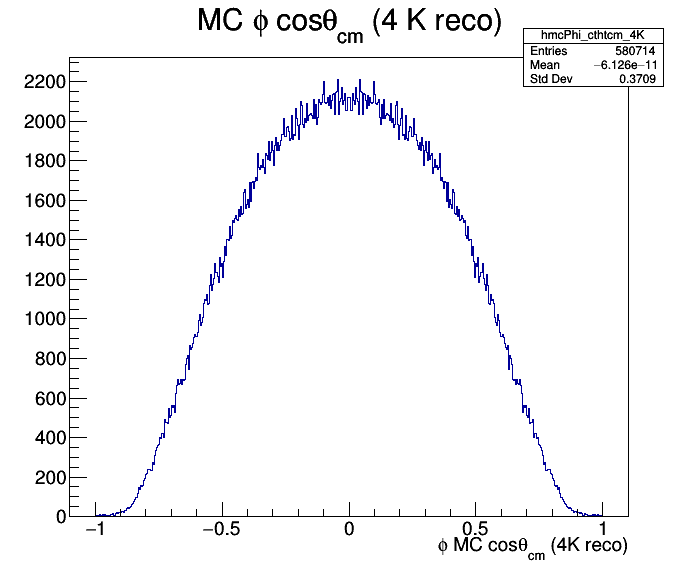 MC ϕ cosθcm (4 K reco)
hmcPhi_cthtcm_4K
Entries 580714
Mean −6.126e−11
Std Dev 0.3709
2200
2000
1800
1600
1400
1200
1000
800
600
400
200
0
−1 −0.5 0 0.5 1
ϕ MC cosθcm (4K reco)